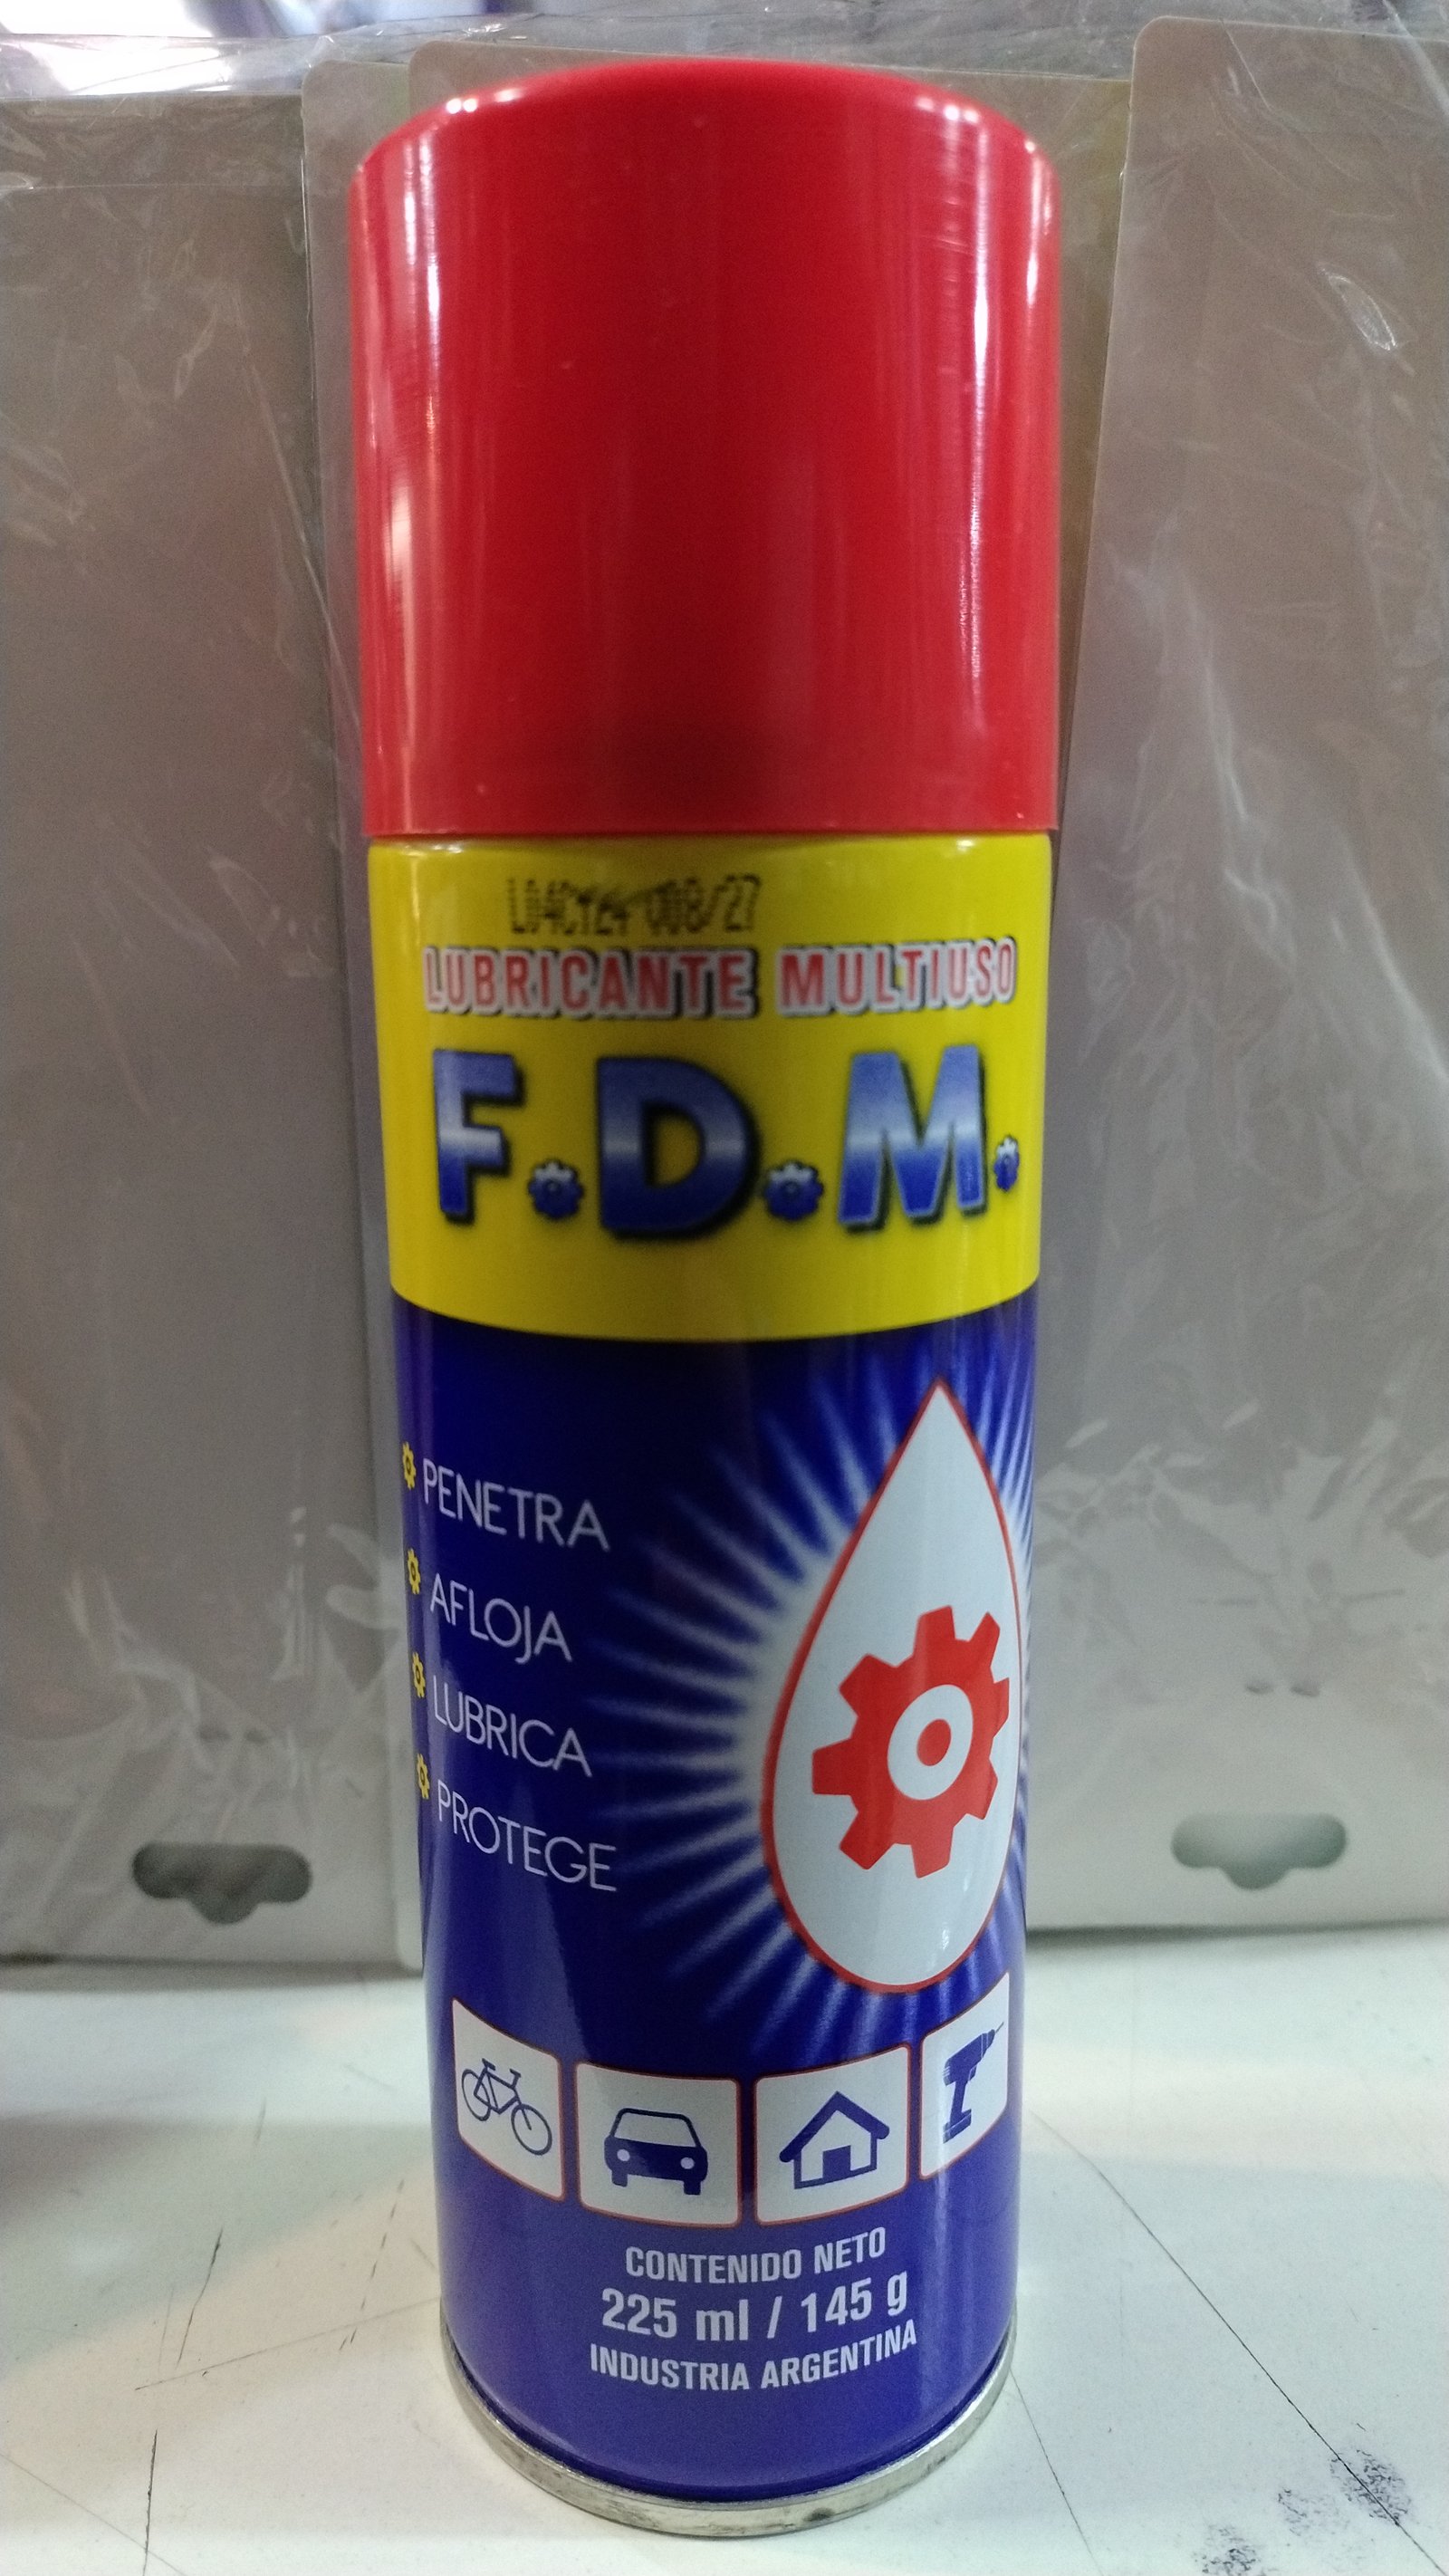 LUBRICANTE MULTIUSO
F.D.M.
PENETRA
AFLOJA
LUBRICA
PROTEGE
CONTENIDO NETO
225 ml / 145 g
INDUSTRIA ARGENTINA